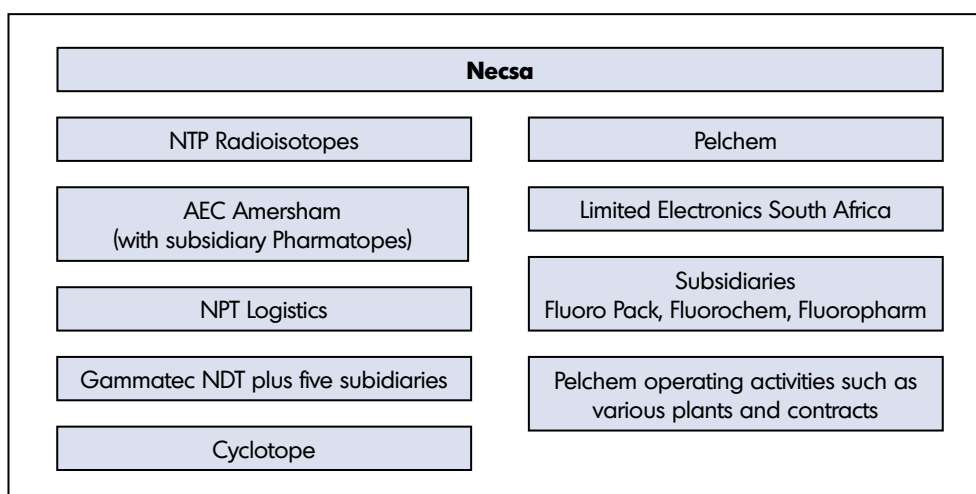 Necsa
NTP Radioisotopes
AEC Amersham
(with subsidiary Pharmatopes)
NPT Logistics
Gammatec NDT plus five subidiaries
Cyclotope
Pelchem
Limited Electronics South Africa
Subsidiaries
Fluoro Pack, Fluorochem, Fluoropharm
Pelchem operating activities such as
various plants and contracts